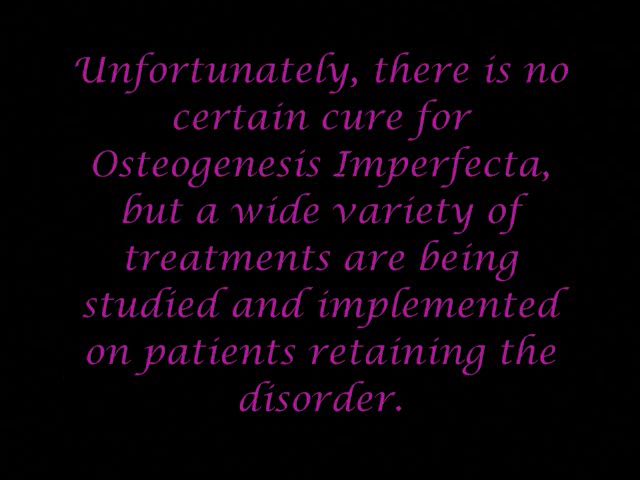 Unfortunately, there is no
certain cure for
Osteogenesis Imperfecta,
but a wide variety of
treatments are being
studied and implemented
on patients retaining the
disorder.